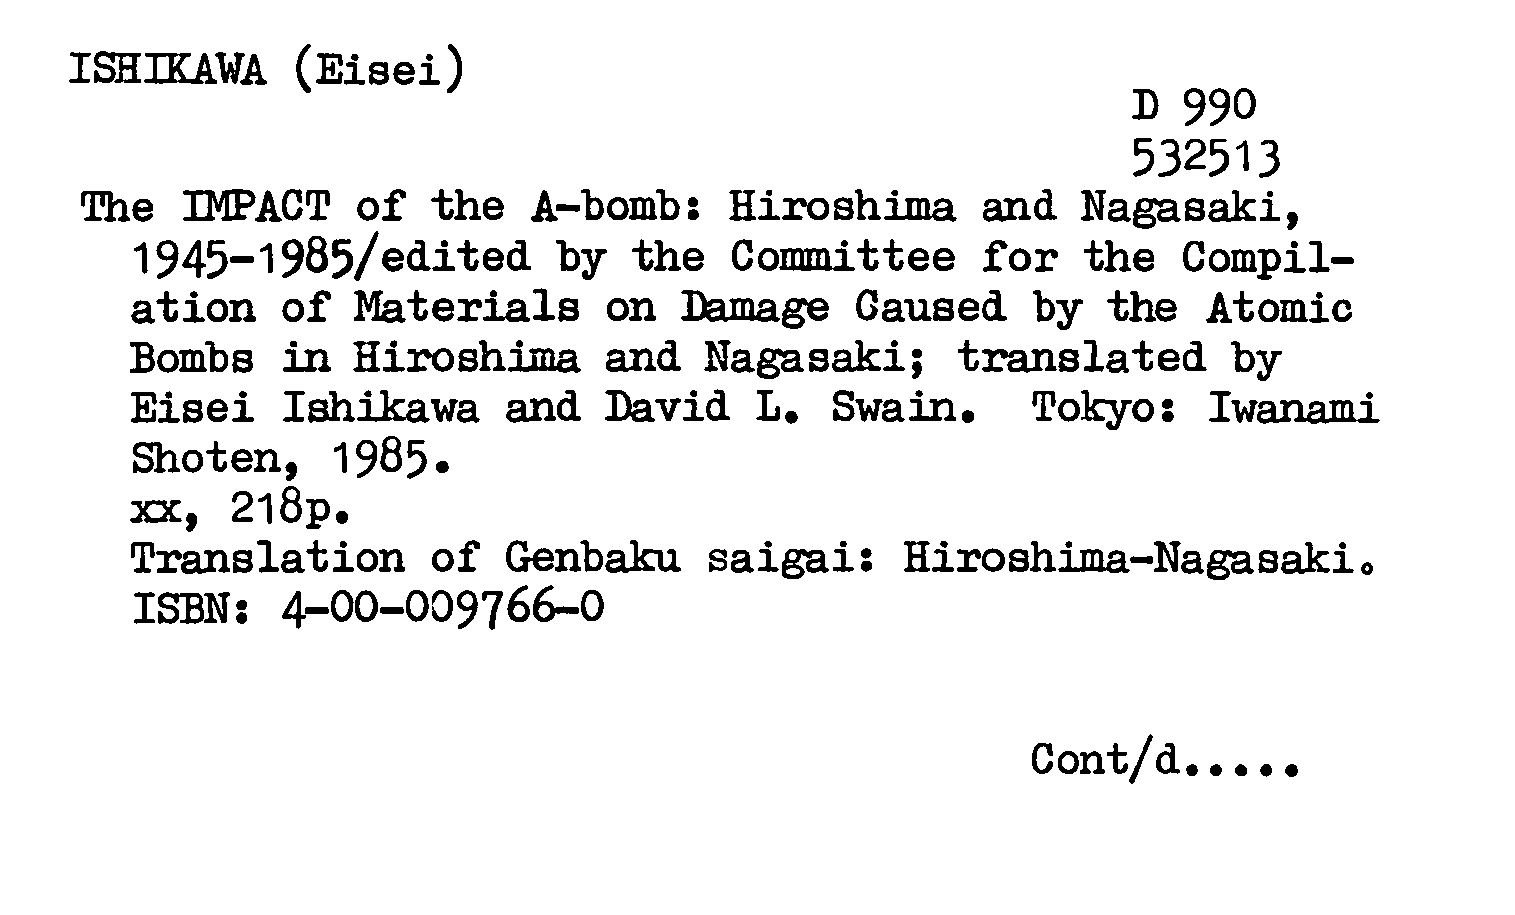 ISHIKAWA (Eisei)
D 990
532513
The IMPACT of the A-bomb: Hiroshima and Nagasaki,
1945-1985/edited by the Committee for the Compil-
ation of Materials on Damage Caused by the Atomic
Bombs in Hiroshima and Nagasaki; translated by
Eisei Ishikawa and David L. Swain. Tokyo: Iwanami
Shoten, 1985.
xx, 218p.
Translation of Genbaku saigai: Hiroshima-Nagasaki.
ISBN: 4-00-009766-0
Cont/d.....